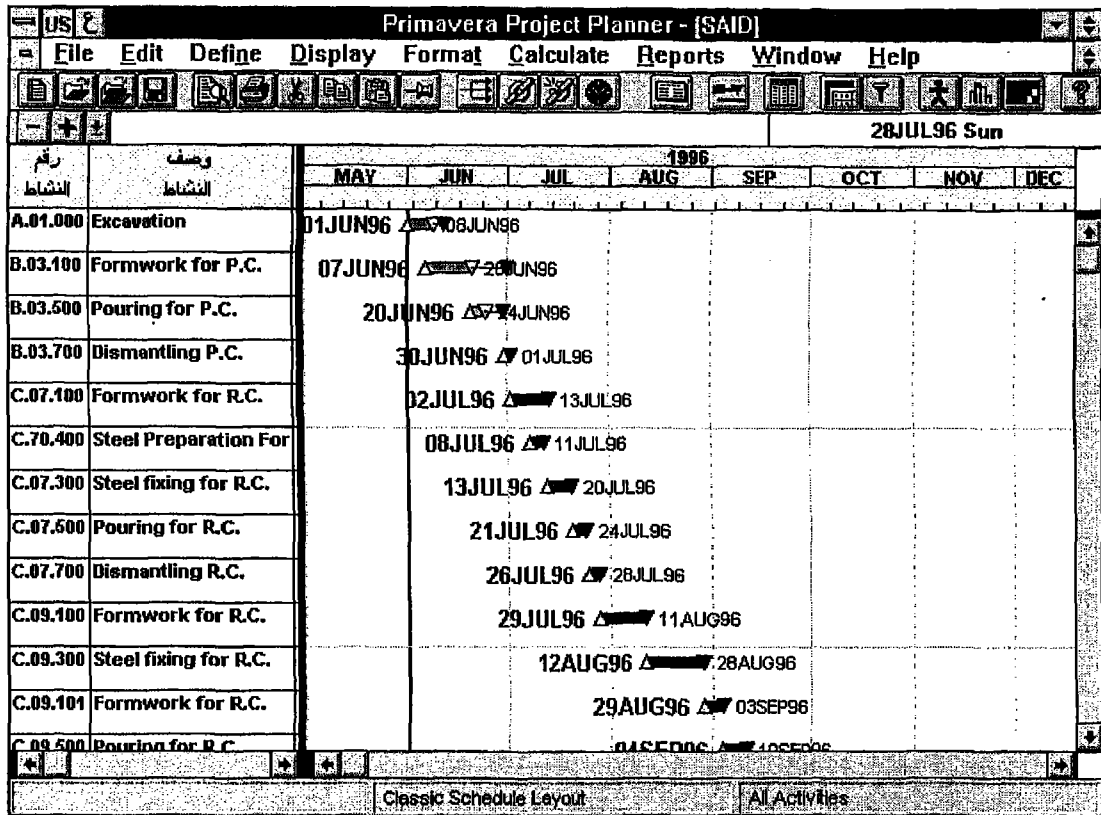 US ع Primavera Project Planner - [SAID]
File Edit Define Display Format Calculate Reports Window Help
28JUL96 Sun
رقم النشاط
وصف النشاط
1996
MAY JUN JUL AUG SEP OCT NOV DEC
A.01.000 Excavation 01JUN96 08JUN96
B.03.100 Formwork for P.C. 07JUN96
B.03.500 Pouring for P.C. 20JUN96
B.03.700 Dismantling P.C. 30JUN96 01JUL96
C.07.100 Formwork for R.C. 02JUL96 13JUL96
C.70.400 Steel Preparation For 08JUL96 11JUL96
C.07.300 Steel fixing for R.C. 13JUL96 20JUL96
C.07.500 Pouring for R.C. 21JUL96 24JUL96
C.07.700 Dismantling R.C. 26JUL96 28JUL96
C.09.100 Formwork for R.C. 29JUL96 11AUG96
C.09.300 Steel fixing for R.C. 12AUG96 28AUG96
C.09.101 Formwork for R.C. 29AUG96 03SEP96
C.09.500 Pouring for R.C.
Classic Schedule Layout All Activities